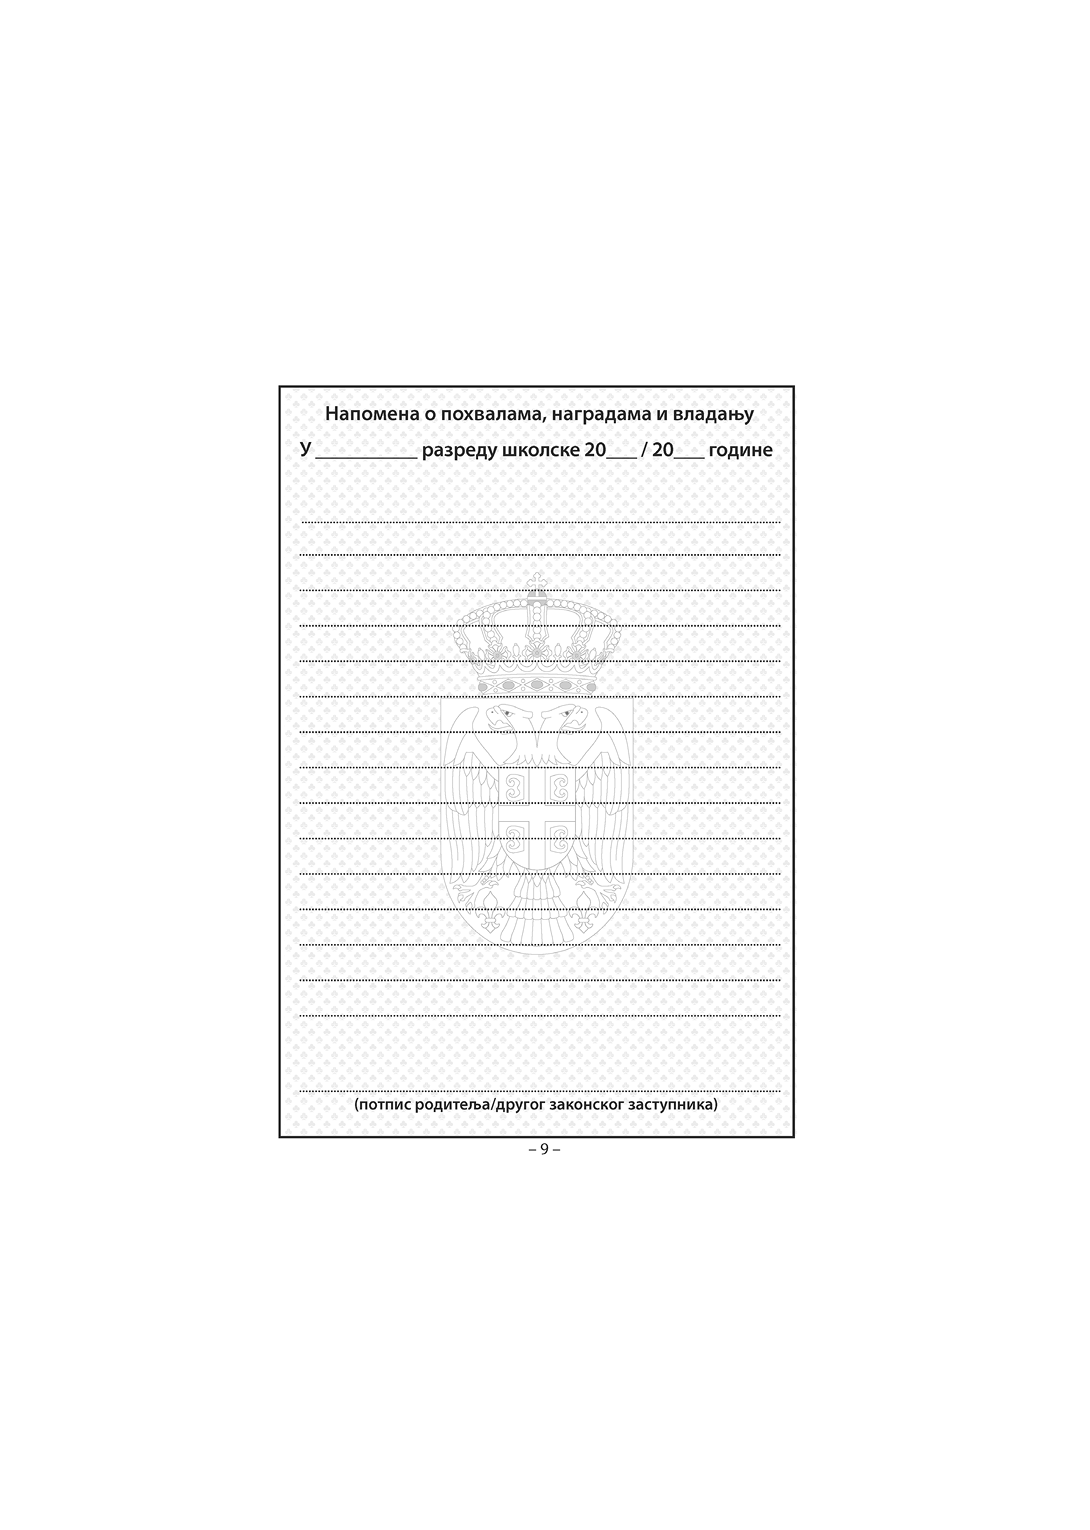 Напомена о похвалама, наградама и владању
У __________ разреду школске 20___ / 20___ године
(потпис родитеља/другог законског заступника)
– 9 –